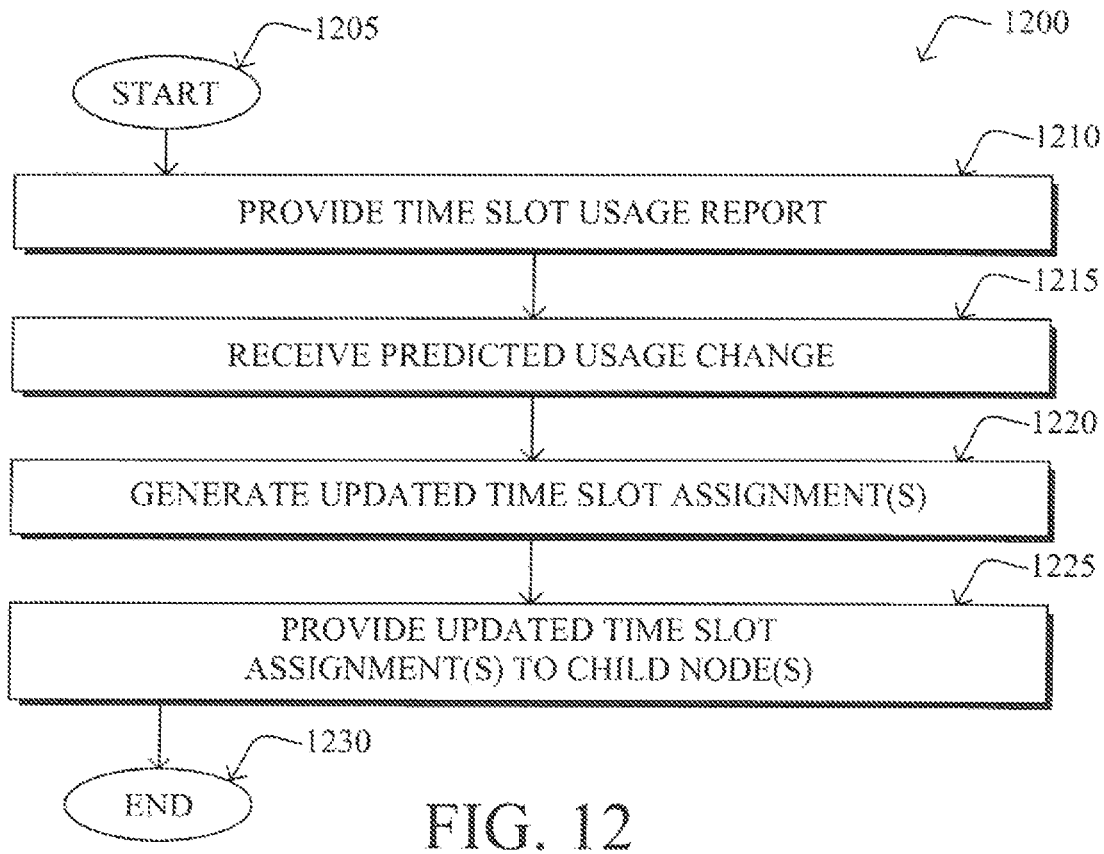 1205
1200
START
1210
PROVIDE TIME SLOT USAGE REPORT
1215
RECEIVE PREDICTED USAGE CHANGE
1220
GENERATE UPDATED TIME SLOT ASSIGNMENT(S)
1225
PROVIDE UPDATED TIME SLOT
ASSIGNMENT(S) TO CHILD NODE(S)
1230
END
FIG. 12